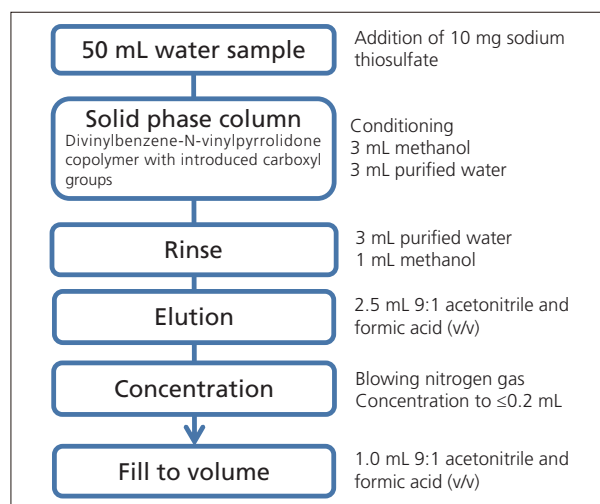 50 mL water sample
Addition of 10 mg sodium
thiosulfate
Solid phase column
Divinylbenzene-N-vinylpyrrolidone
copolymer with introduced carboxyl
groups
Conditioning
3 mL methanol
3 mL purified water
Rinse
3 mL purified water
1 mL methanol
Elution
2.5 mL 9:1 acetonitrile and
formic acid (v/v)
Concentration
Blowing nitrogen gas
Concentration to ≤0.2 mL
Fill to volume
1.0 mL 9:1 acetonitrile and
formic acid (v/v)